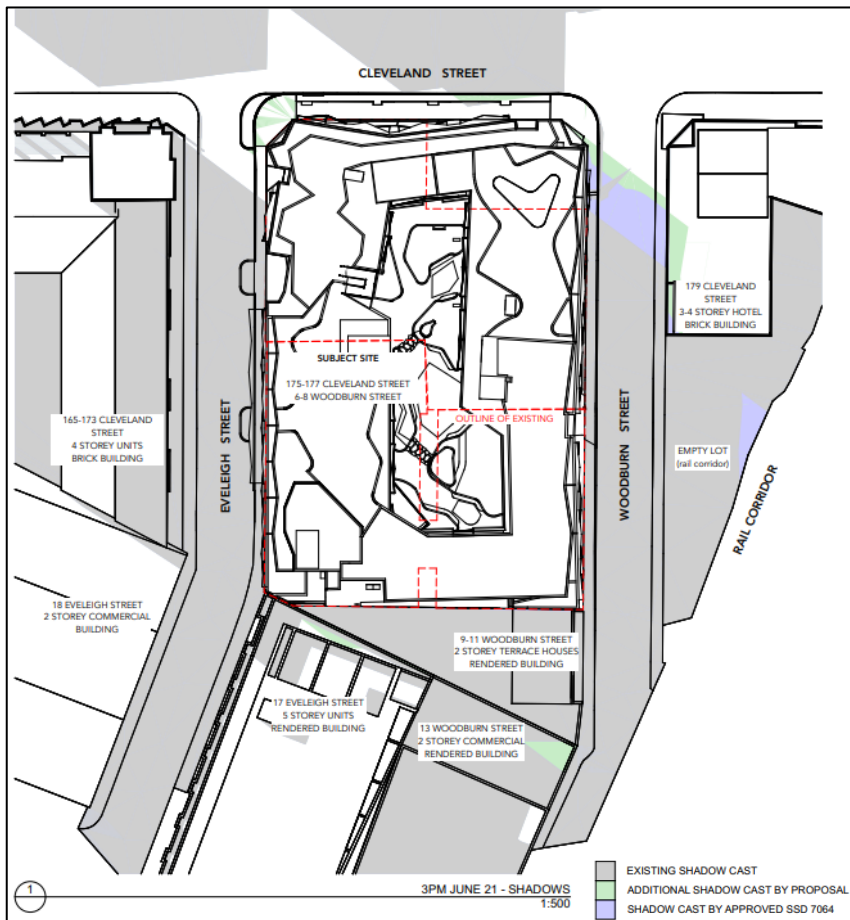 CLEVELAND STREET
179 CLEVELAND
STREET
3-4 STOREY HOTEL
BRICK BUILDING
SUBJECT SITE
175-177 CLEVELAND STREET
6-8 WOODBURN STREET
OUTLINE OF EXISTING
165-173 CLEVELAND
STREET
4 STOREY UNITS
BRICK BUILDING
EVELEIGH STREET
WOODBURN STREET
EMPTY LOT
(rail corridor)
RAIL CORRIDOR
18 EVELEIGH STREET
2 STOREY COMMERCIAL
BUILDING
9-11 WOODBURN STREET
2 STOREY TERRACE HOUSES
RENDERED BUILDING
17 EVELEIGH STREET
5 STOREY UNITS
RENDERED BUILDING
13 WOODBURN STREET
2 STOREY COMMERCIAL
RENDERED BUILDING
1
3PM JUNE 21 - SHADOWS
1:500
EXISTING SHADOW CAST
ADDITIONAL SHADOW CAST BY PROPOSAL
SHADOW CAST BY APPROVED SSD 7064